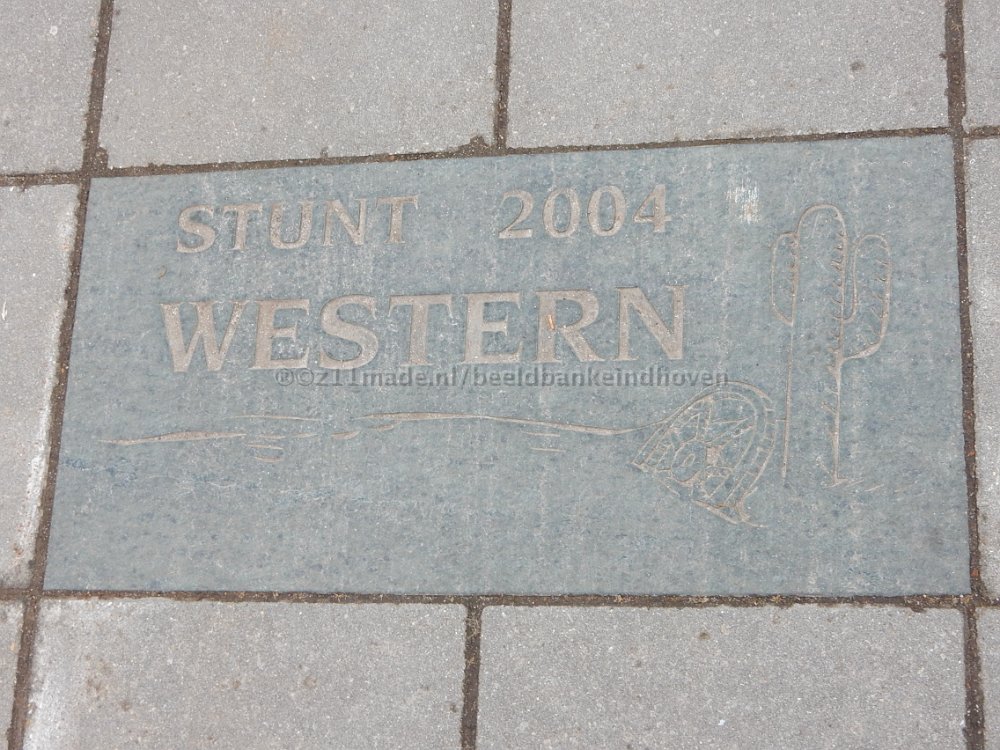 STUNT 2004
WESTERN
®©z11made.nl/beeldbankeindhoven